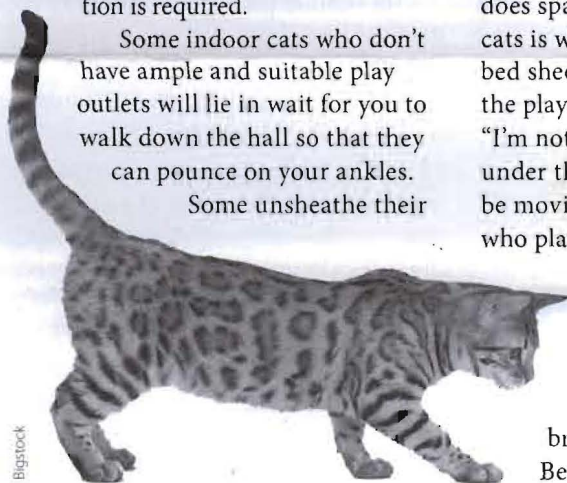 tion is required.
Some indoor cats who don't
have ample and suitable play
outlets will lie in wait for you to
walk down the hall so that they
can pounce on your ankles.
Some unsheathe their
does spa
cats is w
bed shee
the play
"I'm not
under th
be movi
who pla
br
Be
Bigstock